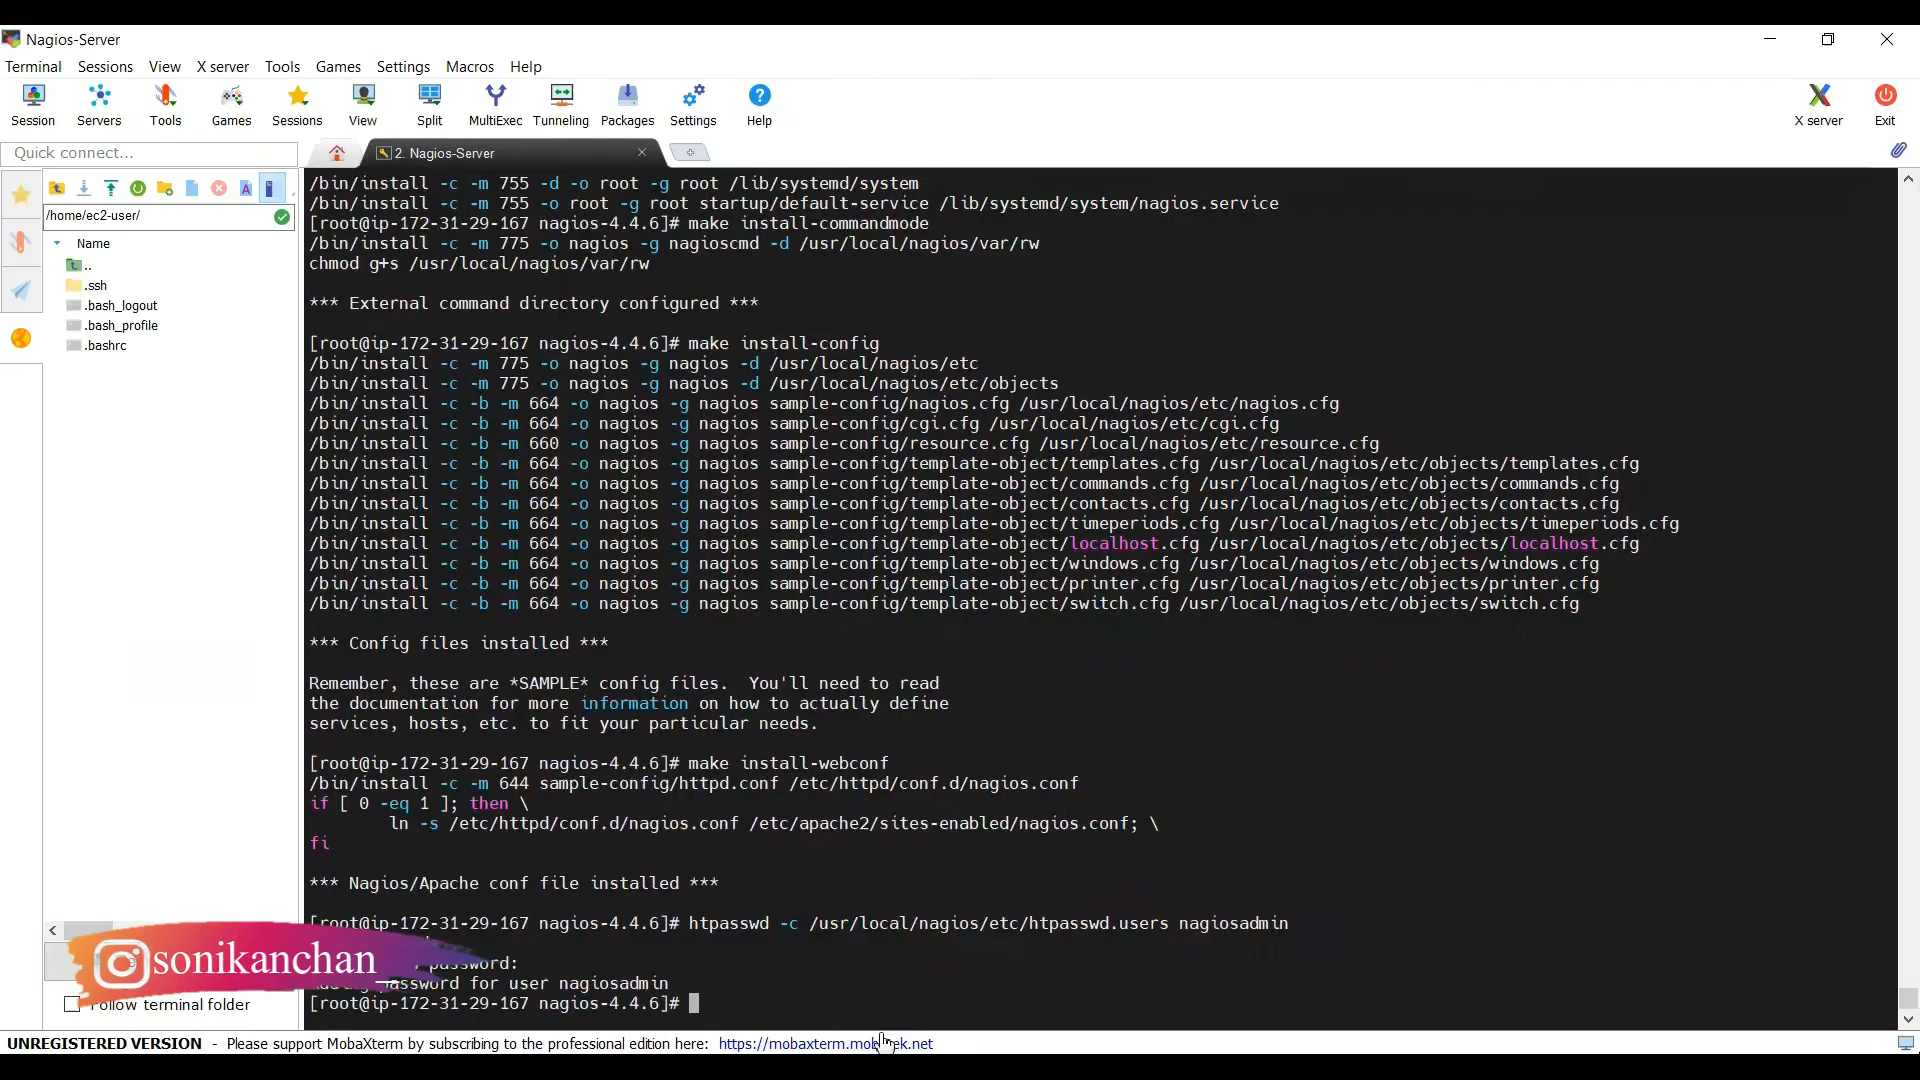 Nagios-Server
Terminal Sessions View X server Tools Games Settings Macros Help
Session Servers Tools Games Sessions View Split MultiExec Tunneling Packages Settings Help X server Exit
Quick connect...
2. Nagios-Server
/home/ec2-user/
Name
..
.ssh
.bash_logout
.bash_profile
.bashrc
/bin/install -c -m 755 -d -o root -g root /lib/systemd/system
/bin/install -c -m 755 -o root -g root startup/default-service /lib/systemd/system/nagios.service
[root@ip-172-31-29-167 nagios-4.4.6]# make install-commandmode
/bin/install -c -m 775 -o nagios -g nagioscmd -d /usr/local/nagios/var/rw
chmod g+s /usr/local/nagios/var/rw
*** External command directory configured ***
[root@ip-172-31-29-167 nagios-4.4.6]# make install-config
/bin/install -c -m 775 -o nagios -g nagios -d /usr/local/nagios/etc
/bin/install -c -m 775 -o nagios -g nagios -d /usr/local/nagios/etc/objects
/bin/install -c -b -m 664 -o nagios -g nagios sample-config/nagios.cfg /usr/local/nagios/etc/nagios.cfg
/bin/install -c -b -m 664 -o nagios -g nagios sample-config/cgi.cfg /usr/local/nagios/etc/cgi.cfg
/bin/install -c -b -m 660 -o nagios -g nagios sample-config/resource.cfg /usr/local/nagios/etc/resource.cfg
/bin/install -c -b -m 664 -o nagios -g nagios sample-config/template-object/templates.cfg /usr/local/nagios/etc/objects/templates.cfg
/bin/install -c -b -m 664 -o nagios -g nagios sample-config/template-object/commands.cfg /usr/local/nagios/etc/objects/commands.cfg
/bin/install -c -b -m 664 -o nagios -g nagios sample-config/template-object/contacts.cfg /usr/local/nagios/etc/objects/contacts.cfg
/bin/install -c -b -m 664 -o nagios -g nagios sample-config/template-object/timeperiods.cfg /usr/local/nagios/etc/objects/timeperiods.cfg
/bin/install -c -b -m 664 -o nagios -g nagios sample-config/template-object/localhost.cfg /usr/local/nagios/etc/objects/localhost.cfg
/bin/install -c -b -m 664 -o nagios -g nagios sample-config/template-object/windows.cfg /usr/local/nagios/etc/objects/windows.cfg
/bin/install -c -b -m 664 -o nagios -g nagios sample-config/template-object/printer.cfg /usr/local/nagios/etc/objects/printer.cfg
/bin/install -c -b -m 664 -o nagios -g nagios sample-config/template-object/switch.cfg /usr/local/nagios/etc/objects/switch.cfg
*** Config files installed ***
Remember, these are *SAMPLE* config files.  You'll need to read
the documentation for more information on how to actually define
services, hosts, etc. to fit your particular needs.
[root@ip-172-31-29-167 nagios-4.4.6]# make install-webconf
/bin/install -c -m 644 sample-config/httpd.conf /etc/httpd/conf.d/nagios.conf
if [ 0 -eq 1 ]; then \
ln -s /etc/httpd/conf.d/nagios.conf /etc/apache2/sites-enabled/nagios.conf; \
fi
*** Nagios/Apache conf file installed ***
[root@ip-172-31-29-167 nagios-4.4.6]# htpasswd -c /usr/local/nagios/etc/htpasswd.users nagiosadmin
password:
password for user nagiosadmin
[root@ip-172-31-29-167 nagios-4.4.6]#
sonikanchan_
Follow terminal folder
UNREGISTERED VERSION - Please support MobaXterm by subscribing to the professional edition here: https://mobaxterm.mobatek.net